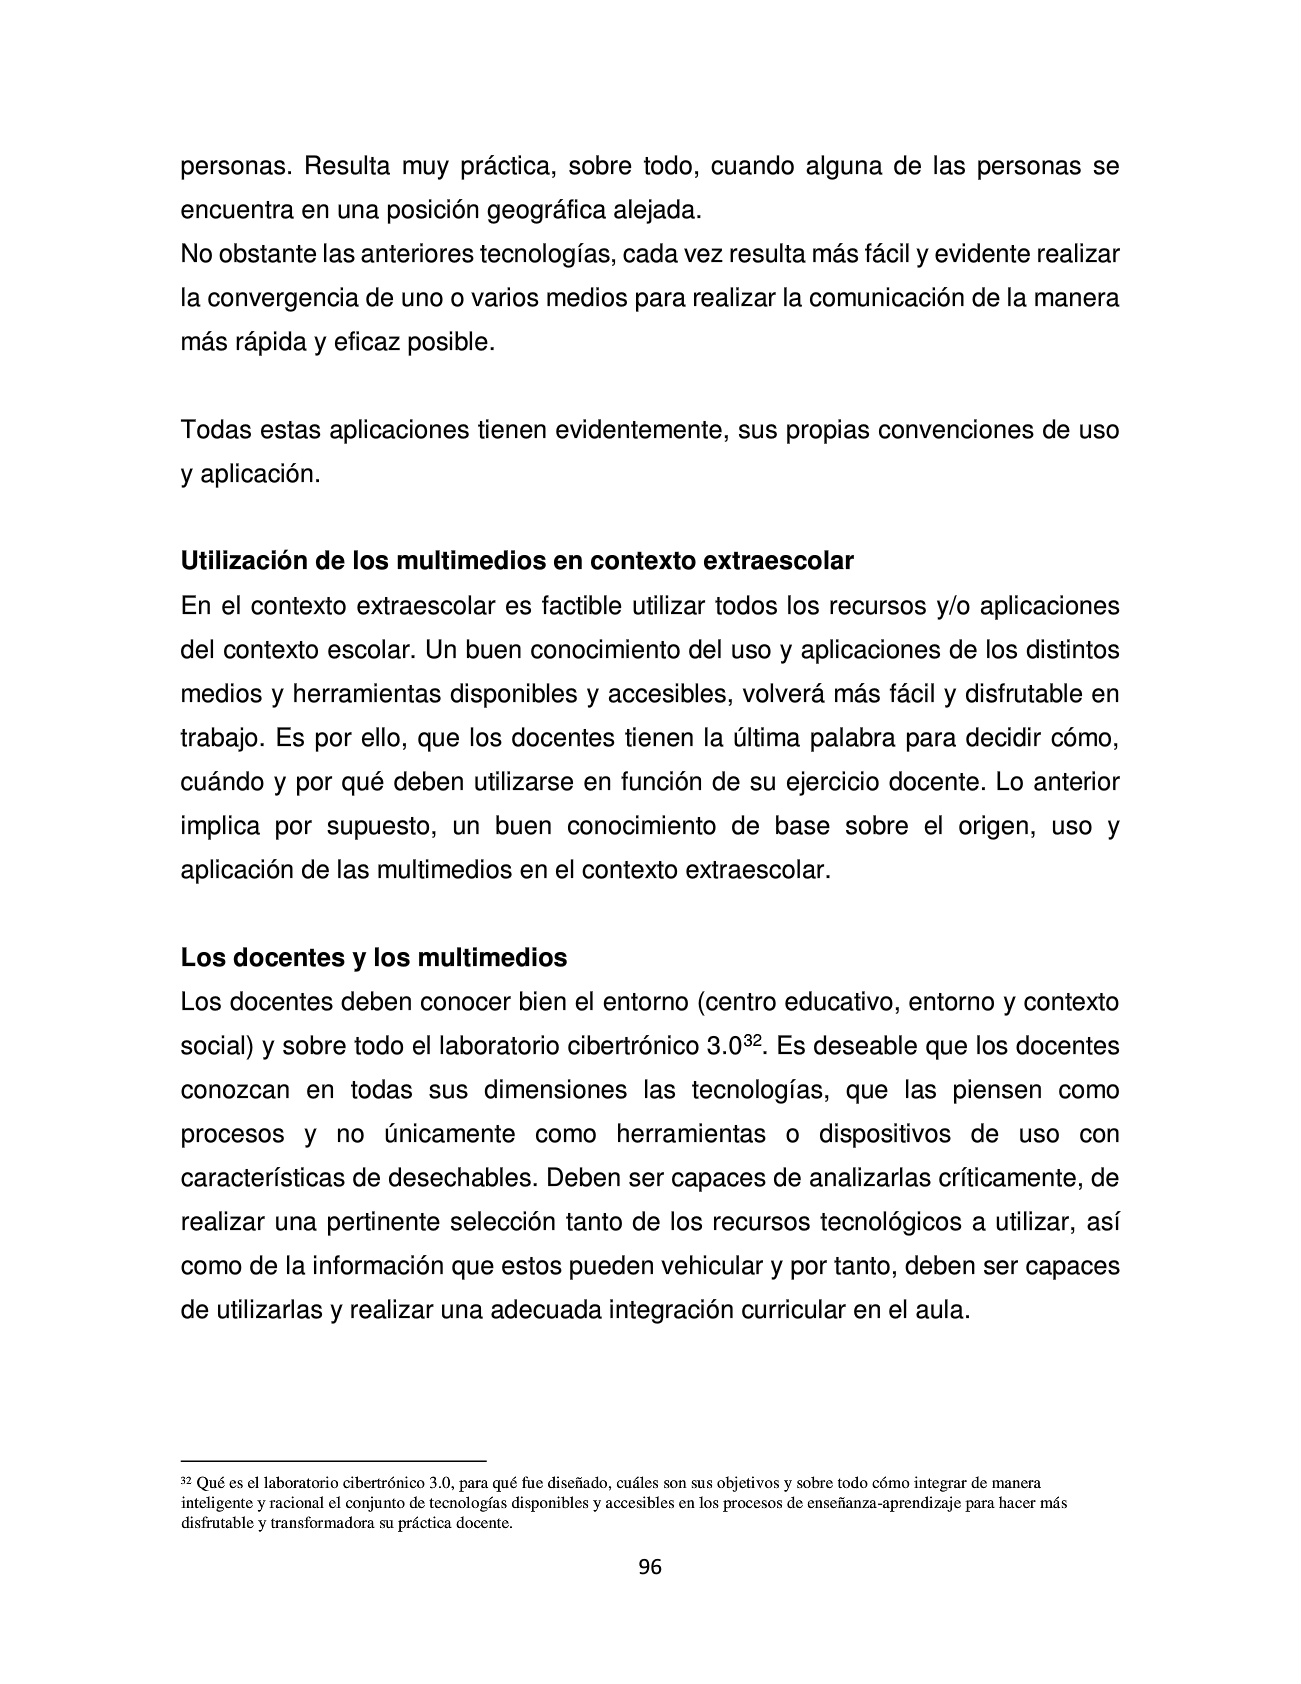 personas. Resulta muy práctica, sobre todo, cuando alguna de las personas se
encuentra en una posición geográfica alejada.
No obstante las anteriores tecnologías, cada vez resulta más fácil y evidente realizar
la convergencia de uno o varios medios para realizar la comunicación de la manera
más rápida y eficaz posible.
Todas estas aplicaciones tienen evidentemente, sus propias convenciones de uso
y aplicación.
Utilización de los multimedios en contexto extraescolar
En el contexto extraescolar es factible utilizar todos los recursos y/o aplicaciones
del contexto escolar. Un buen conocimiento del uso y aplicaciones de los distintos
medios y herramientas disponibles y accesibles, volverá más fácil y disfrutable en
trabajo. Es por ello, que los docentes tienen la última palabra para decidir cómo,
cuándo y por qué deben utilizarse en función de su ejercicio docente. Lo anterior
implica por supuesto, un buen conocimiento de base sobre el origen, uso y
aplicación de las multimedios en el contexto extraescolar.
Los docentes y los multimedios
Los docentes deben conocer bien el entorno (centro educativo, entorno y contexto
social) y sobre todo el laboratorio cibertrónico 3.0³². Es deseable que los docentes
conozcan en todas sus dimensiones las tecnologías, que las piensen como
procesos y no únicamente como herramientas o dispositivos de uso con
características de desechables. Deben ser capaces de analizarlas críticamente, de
realizar una pertinente selección tanto de los recursos tecnológicos a utilizar, así
como de la información que estos pueden vehicular y por tanto, deben ser capaces
de utilizarlas y realizar una adecuada integración curricular en el aula.
³² Qué es el laboratorio cibertrónico 3.0, para qué fue diseñado, cuáles son sus objetivos y sobre todo cómo integrar de manera
inteligente y racional el conjunto de tecnologías disponibles y accesibles en los procesos de enseñanza-aprendizaje para hacer más
disfrutable y transformadora su práctica docente.
96